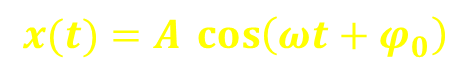 x(t) = A cos(ωt + φ₀)